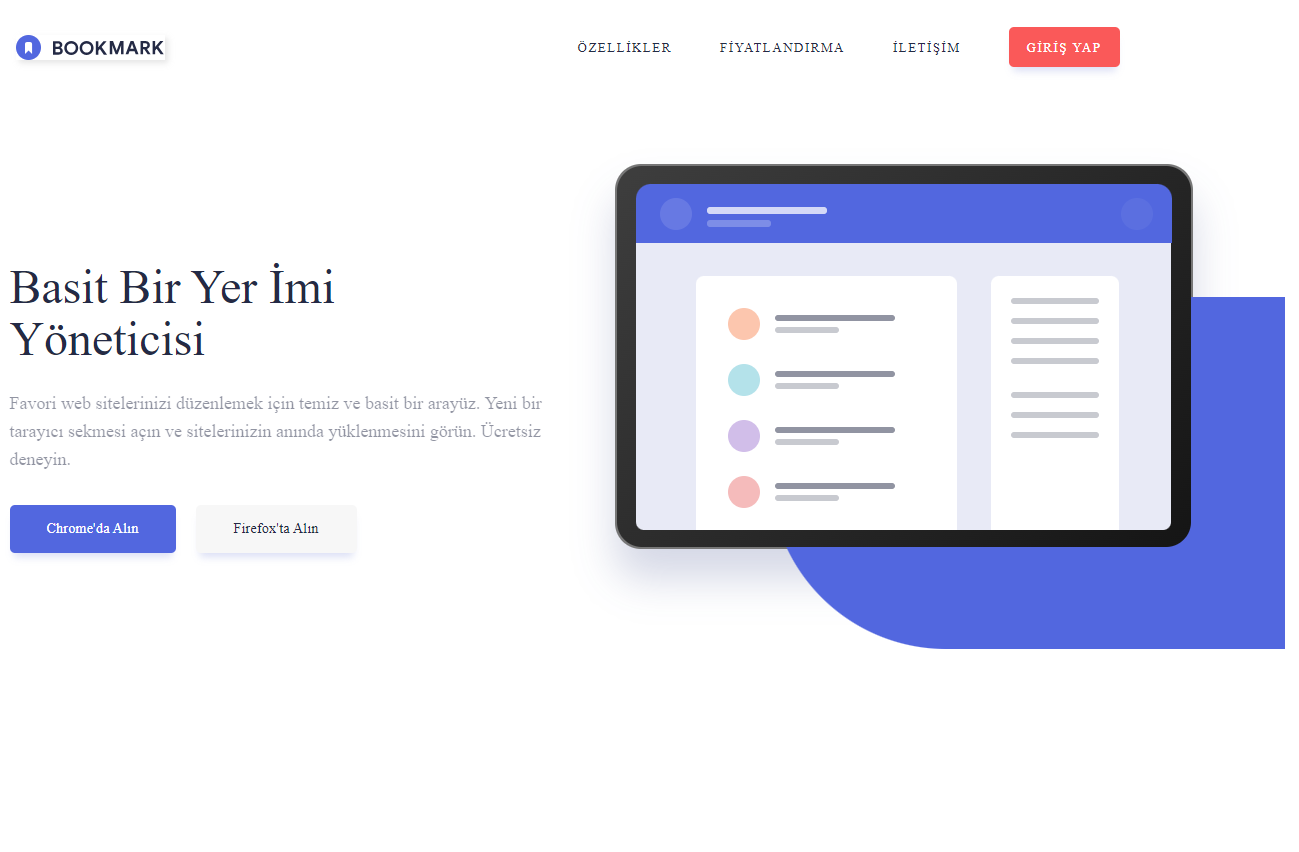 BOOKMARK
ÖZELLİKLER
FİYATLANDIRMA
İLETİŞİM
GİRİŞ YAP
Basit Bir Yer İmi
Yöneticisi
Favori web sitelerinizi düzenlemek için temiz ve basit bir arayüz. Yeni bir
tarayıcı sekmesi açın ve sitelerinizin anında yüklenmesini görün. Ücretsiz
deneyin.
Chrome'da Alın
Firefox'ta Alın